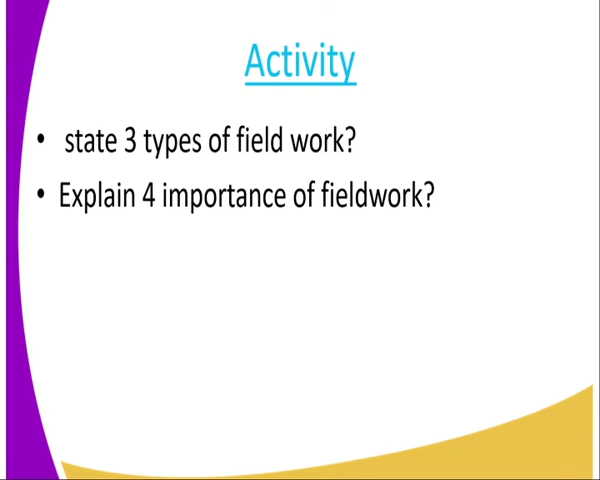 Activity
• state 3 types of field work?
• Explain 4 importance of fieldwork?